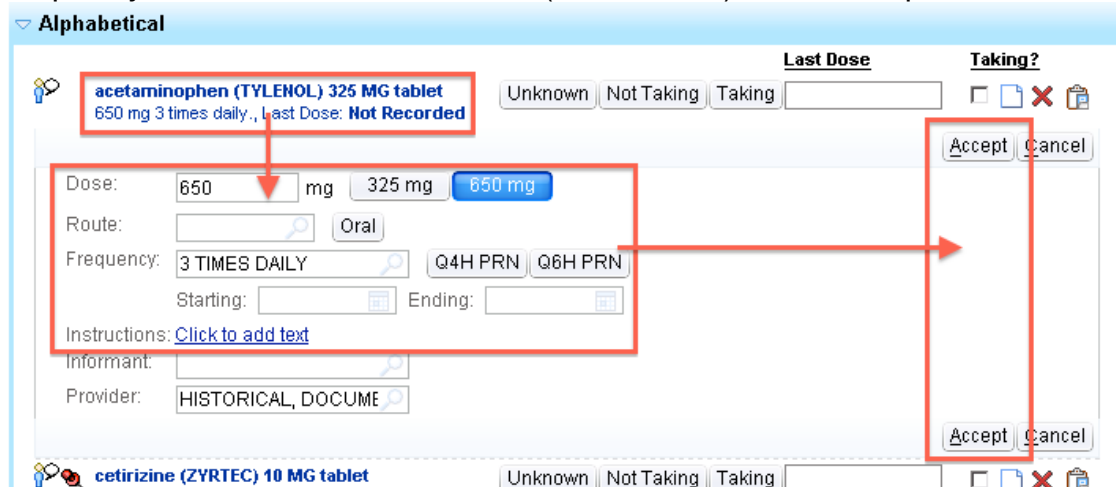 Alphabetical
Last Dose Taking?
acetaminophen (TYLENOL) 325 MG tablet Unknown Not Taking Taking
650 mg 3 times daily., Last Dose: Not Recorded
Accept Cancel
Dose: 650 mg 325 mg 650 mg
Route: Oral
Frequency: 3 TIMES DAILY Q4H PRN Q6H PRN
Starting: Ending:
Instructions: Click to add text
Informant:
Provider: HISTORICAL, DOCUME
Accept Cancel
cetirizine (ZYRTEC) 10 MG tablet Unknown Not Taking Taking